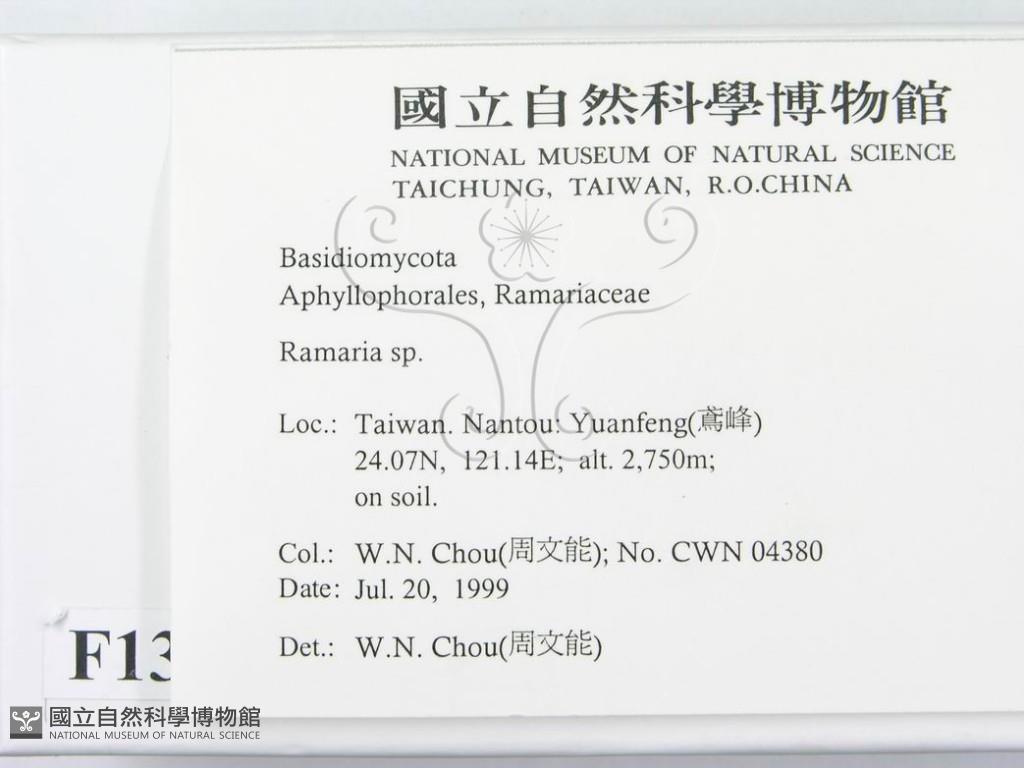 國立自然科學博物館
NATIONAL MUSEUM OF NATURAL SCIENCE
TAICHUNG, TAIWAN, R.O.CHINA
Basidiomycota
Aphyllophorales, Ramariaceae
Ramaria sp.
Loc.: Taiwan. Nantou: Yuanfeng(鳶峰)
24.07N, 121.14E; alt. 2,750m;
on soil.
Col.: W.N. Chou(周文能); No. CWN 04380
Date: Jul. 20, 1999
Det.: W.N. Chou(周文能)
F13
國立自然科學博物館
NATIONAL MUSEUM OF NATURAL SCIENCE